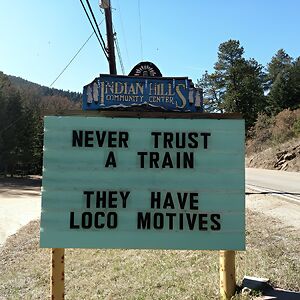 INDIAN HILLS
COMMUNITY CENTER
NEVER TRUST
A TRAIN
THEY HAVE
LOCO MOTIVES